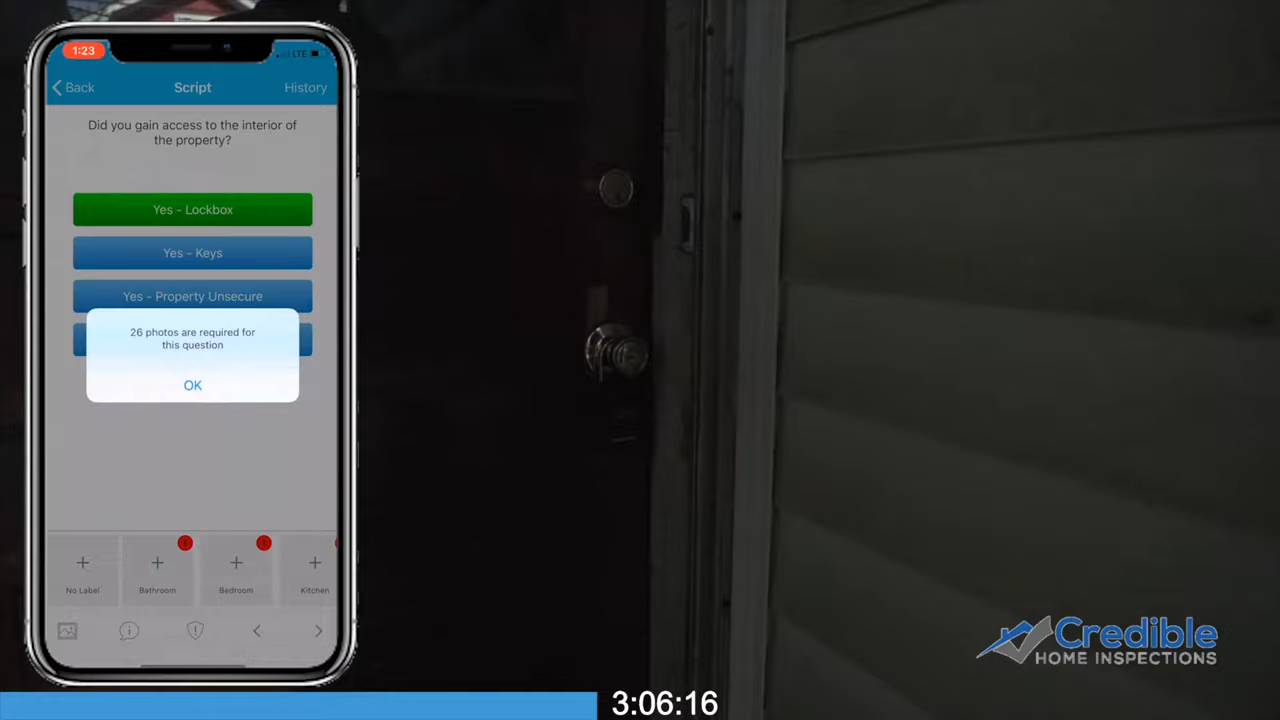 1:23
LTE
Back
Script
History
Did you gain access to the interior of
the property?
Yes - Lockbox
Yes - Keys
Yes - Property Unsecure
26 photos are required for
this question
OK
No Label
Bathroom
Bedroom
Kitchen
Credible
HOME INSPECTIONS
3:06:16